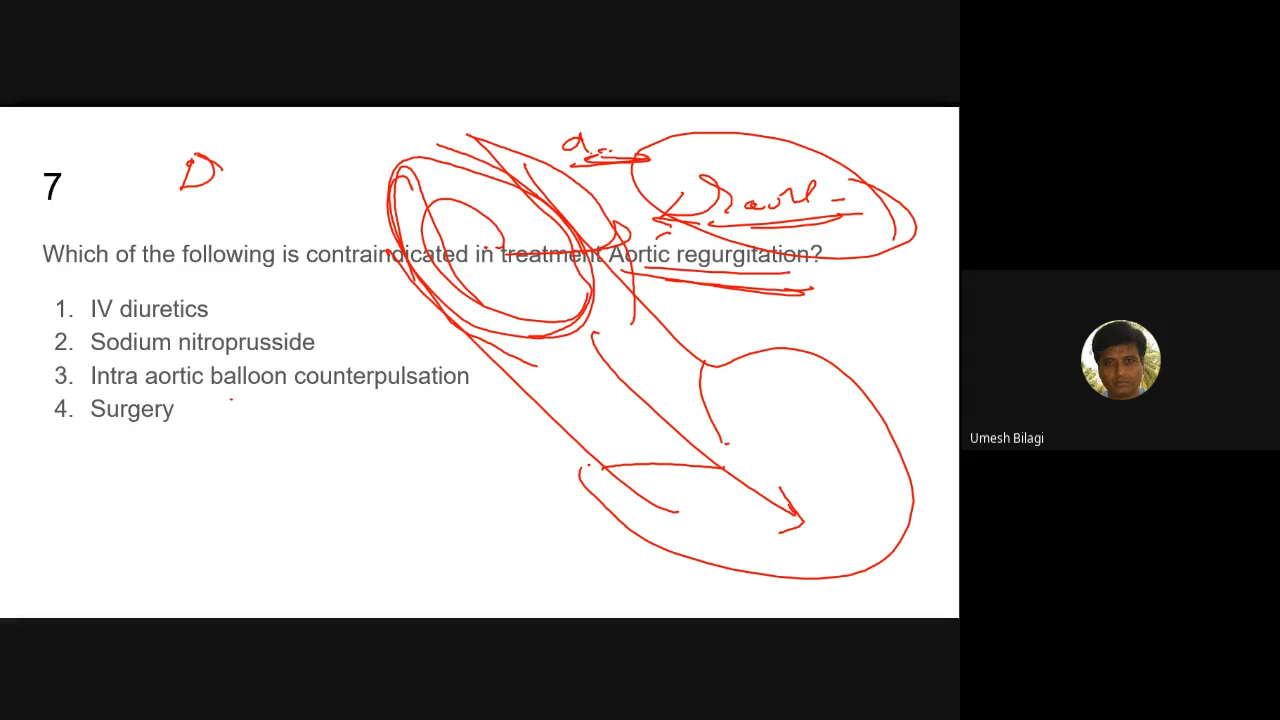 D
7
Which of the following is contraindicated in treatment Aortic regurgitation?
1. IV diuretics
2. Sodium nitroprusside
3. Intra aortic balloon counterpulsation
4. Surgery
Umesh Bilagi